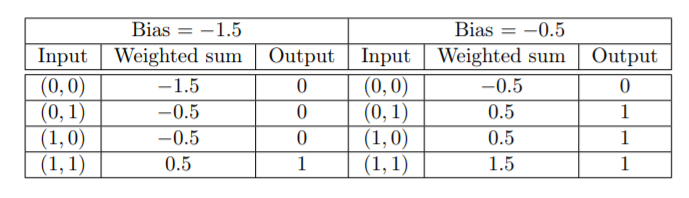 Bias = −1.5 Bias = −0.5
Input Weighted sum Output Input Weighted sum Output
(0, 0) −1.5 0 (0, 0) −0.5 0
(0, 1) −0.5 0 (0, 1) 0.5 1
(1, 0) −0.5 0 (1, 0) 0.5 1
(1, 1) 0.5 1 (1, 1) 1.5 1